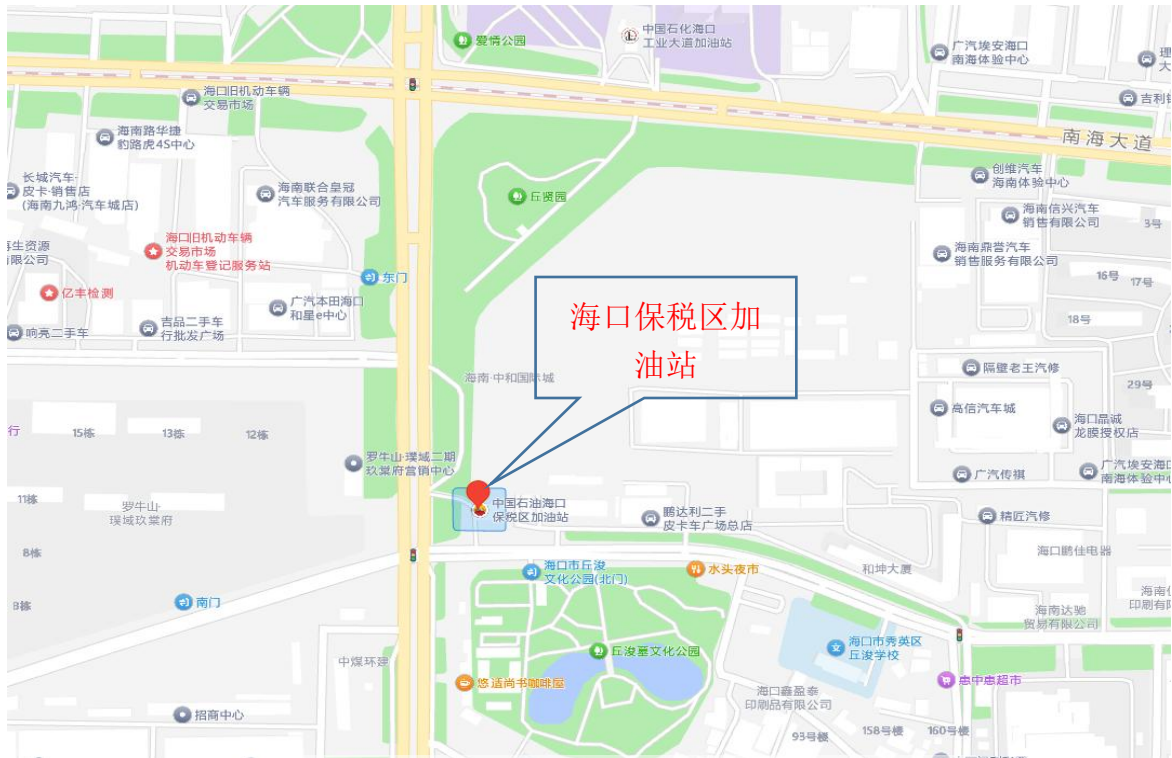 爱情公园
中国石化海口
工业大道加油站
广汽埃安海口
南海体验中心
理
大
海口旧机动车辆
交易市场
吉利
南海大道
海南路华捷
豹路虎4S中心
长城汽车·
皮卡·销售店
(海南九鸿·汽车城店)
海南联合皇冠
汽车服务有限公司
丘贤园
创维汽车
海南体验中心
海南信兴汽车
销售有限公司
3号
海口旧机动车辆
交易市场
机动车登记服务站
再生资源
有限公司
东门
海南鼎誉汽车
销售服务有限公司
16号
17号
亿丰检测
广汽本田海口
和星e中心
吉品二手车
行批发广场
响亮二手车
海口保税区加
油站
18号
隔壁老王汽修
海南·中和国际城
29号
高信汽车城
海口晶诚
龙膜授权店
行
15栋
13栋
12栋
罗牛山·璞域二期
玖棠府营销中心
广汽传祺
广汽埃安海口
南海体验中心
11栋
罗牛山·
璞域玖棠府
中国石油海口
保税区加油站
鹏达利二手
皮卡车广场总店
精匠汽修
8栋
海口鹏佳电器
海口市丘浚
文化公园(北门)
水头夜市
和坤大厦
3栋
南门
海南达驰
贸易有限公司
海南
印刷有限
中煤环建
丘浚墓文化公园
海口市秀英区
丘浚学校
悠适尚书咖啡屋
惠中惠超市
海口鑫盈泰
印刷品有限公司
招商中心
93号楼
158号楼
160号楼